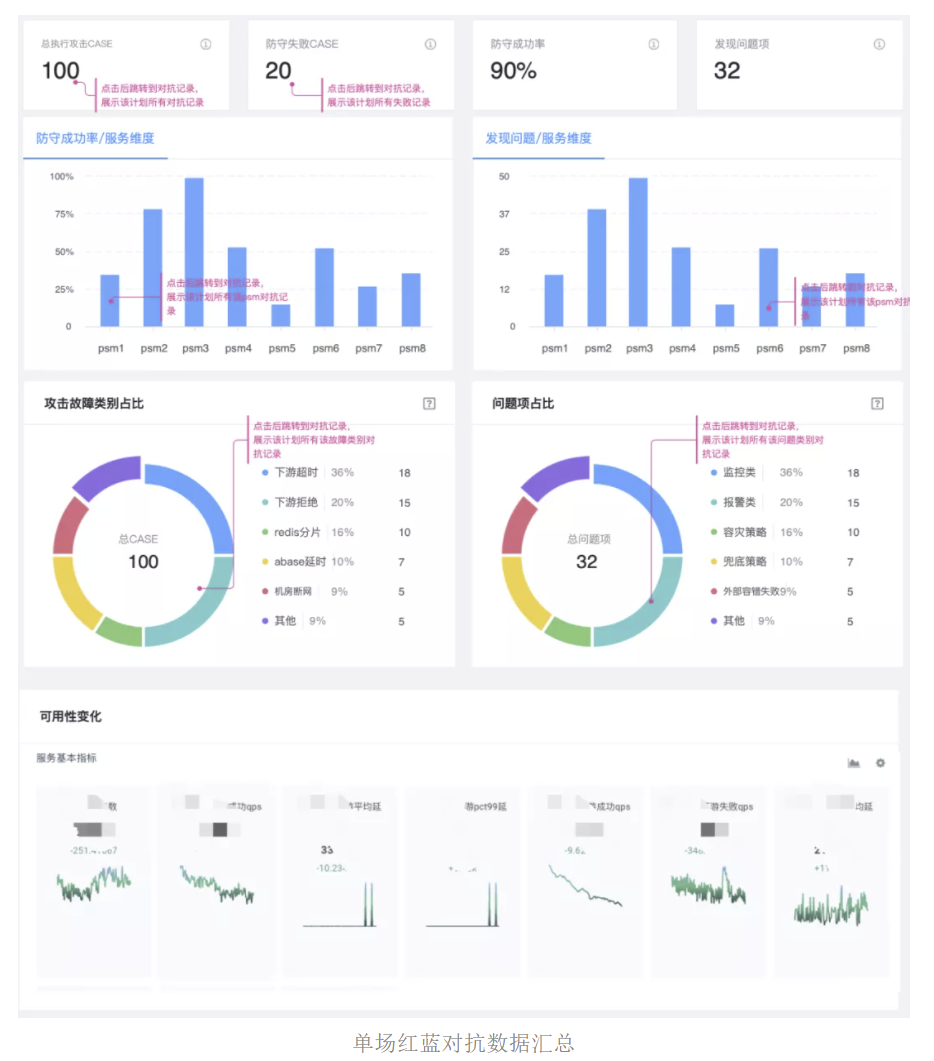 总执行攻击CASE
100
点击后跳转到对抗记录,
展示该计划所有对抗记录
防守失败CASE
20
点击后跳转到对抗记录,
展示该计划所有失败记录
防守成功率
90%
发现问题项
32
防守成功率/服务维度
100%
75%
50%
25%
0
点击后跳转到对抗记录,
展示该计划所有该psm对抗记
录
psm1 psm2 psm3 psm4 psm5 psm6 psm7 psm8
发现问题/服务维度
50
37
25
12
0
点击后跳转到对抗记录,
展示该计划所有该psm对抗
录
psm1 psm2 psm3 psm4 psm5 psm6 psm7 psm8
攻击故障类别占比
点击后跳转到对抗记录,
展示该计划所有该故障类别对
抗记录
总CASE
100
下游超时 36% 18
下游拒绝 20% 15
redis分片 16% 10
abase延时 10% 7
机房断网 9% 5
其他 9% 5
问题项占比
点击后跳转到对抗记录,
展示该计划所有该问题类别对
抗记录
总问题项
32
监控类 36% 18
报警类 20% 15
容灾策略 16% 10
兜底策略 10% 7
外部容错失败9% 5
其他 9% 5
可用性变化
服务基本指标
数
成功qps
平均延
游pct99延
成功qps
游失败qps
均延
33
-10.23
-9.62
单场红蓝对抗数据汇总